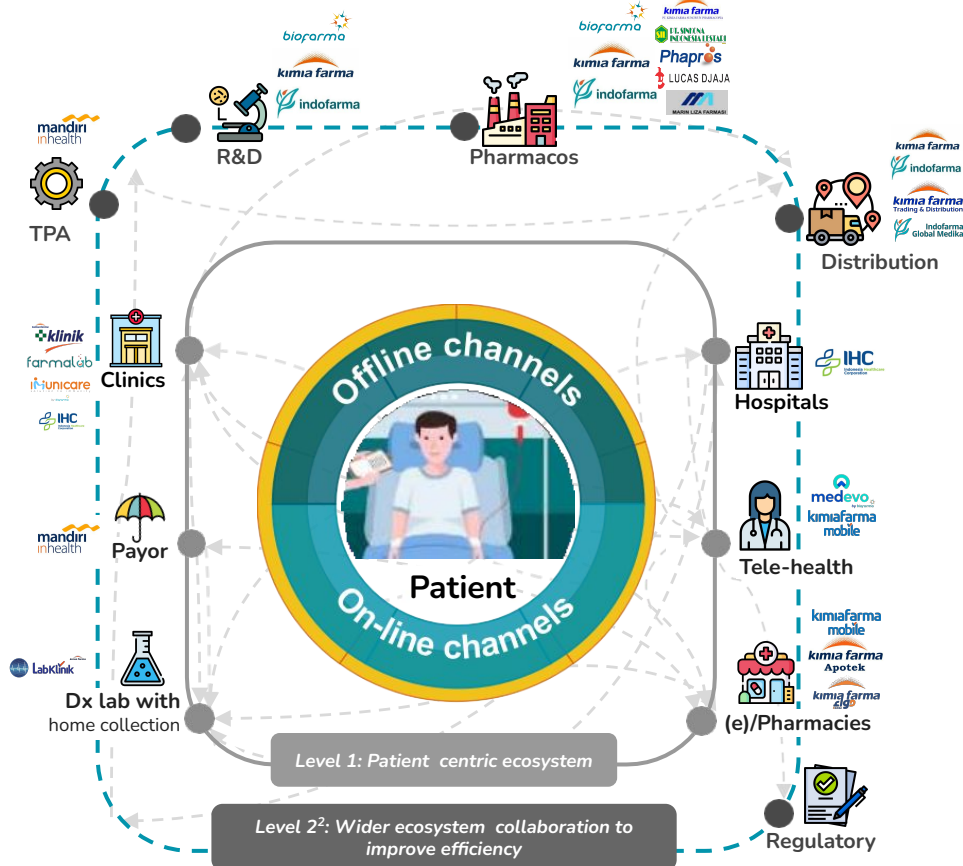 biofarma
kimia farma
indofarma
R&D
biofarma
kimia farma
indofarma
kimia farma
PT. SINKONA
INDONESIA LESTARI
Phapros
LUCAS DJAJA
MARIN LIZA FARMASI
Pharmacos
mandiri
inhealth
TPA
kimia farma
indofarma
kimia farma
Trading & Distribution
Indofarma
Global Medika
Distribution
klinik
farmalab
imunicare
IHC
Clinics
Offline channels
IHC
Indonesia Healthcare
Corporation
Hospitals
mandiri
inhealth
Payor
Patient
medevo
kimiafarma
mobile
Tele-health
On-line channels
LabKlinik
Dx lab with
home collection
kimiafarma
mobile
kimia farma
Apotek
kimia farma
(e)/Pharmacies
Level 1: Patient centric ecosystem
Level 2²: Wider ecosystem collaboration to
improve efficiency
Regulatory